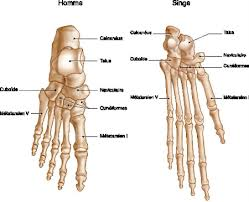 Homme
Singe
Calcanéus
Talus
Cuboïde
Naviculaire
Cunéiformes
Métatarsien V
Métatarsien I
Calcanéus
Talus
Naviculaire
Cuboïde
Cunéiformes
Métatarsien V
Métatarsien I